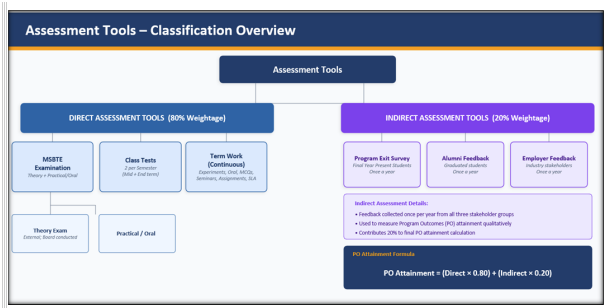 Assessment Tools – Classification Overview
Assessment Tools
DIRECT ASSESSMENT TOOLS (80% Weightage)
INDIRECT ASSESSMENT TOOLS (20% Weightage)
MSBTE
Examination
Theory + Practical/Oral
Class Tests
2 per Semester
(Mid + End term)
Term Work
(Continuous)
Experiments, Oral, MCQs,
Seminars, Assignments, SLA
Program Exit Survey
Final Year Present Students
Once a year
Alumni Feedback
Graduated students
Once a year
Employer Feedback
Industry stakeholders
Once a year
Theory Exam
External; Board conducted
Practical / Oral
Indirect Assessment Details:
• Feedback collected once per year from all three stakeholder groups
• Used to measure Program Outcomes (PO) attainment qualitatively
• Contributes 20% to final PO attainment calculation
PO Attainment Formula
PO Attainment = (Direct × 0.80) + (Indirect × 0.20)